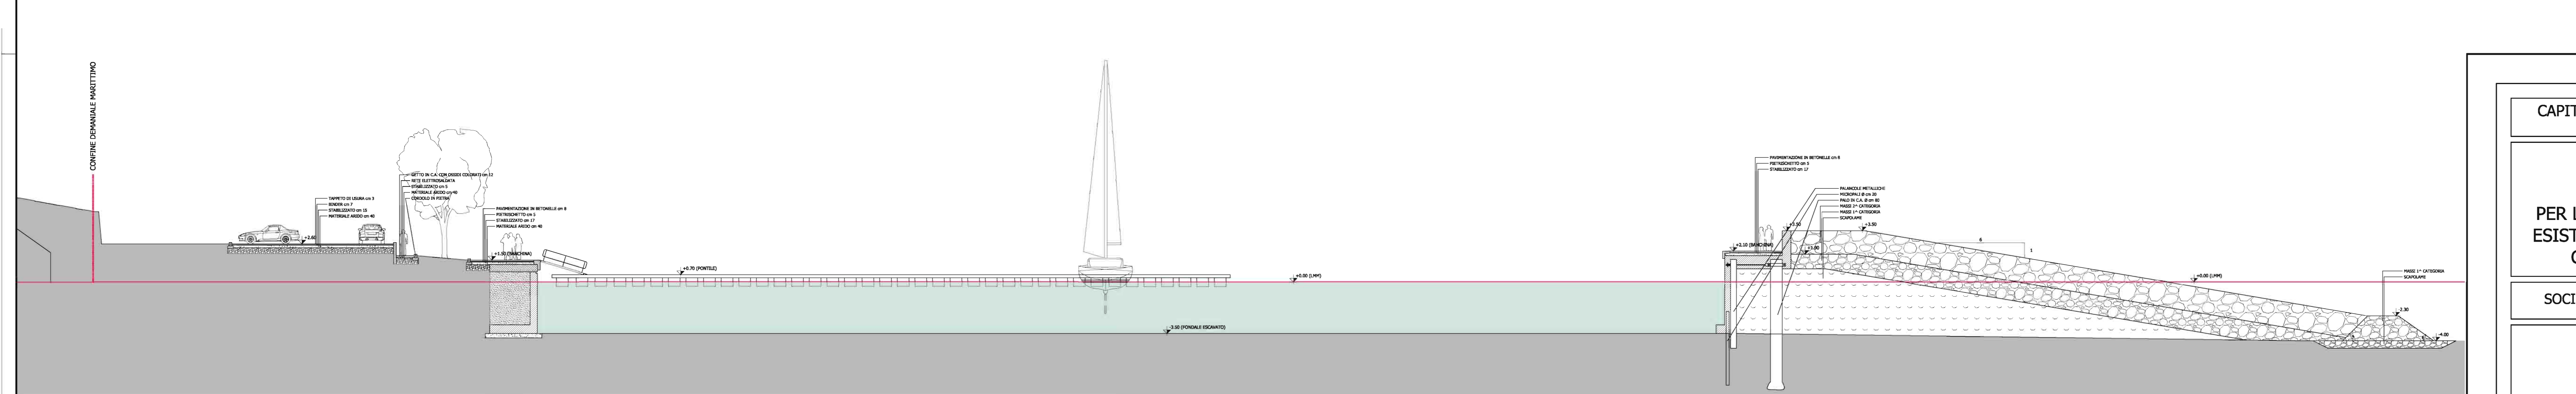 CONFINE DEMANIALE MARITTIMO
TAPPETO DI USURA cm 3
BINDER cm 7
STABILIZZATO cm 15
MATERIALE ARIDO cm 40
+2.60
GETTO IN C.A. CON OSSIDI COLORATI cm 12
RETE ELETTROSALDATA
STABILIZZATO cm 5
MATERIALE ARIDO cm 40
CORDOLO IN PIETRA
PAVIMENTAZIONE IN BETONELLE cm 8
PIETRISCHETTO cm 5
STABILIZZATO cm 17
MATERIALE ARIDO cm 40
+1.50 (BANCHINA)
+0.70 (PONTILE)
+0.00 (LMM)
-3.50 (FONDALE ESCAVATO)
PAVIMENTAZIONE IN BETONELLE cm 8
PIETRISCHETTO cm 5
STABILIZZATO cm 17
PALANCOLE METALLICHE
MICROPALI Ø cm 20
PALO IN C.A. Ø cm 80
MASSI 2^ CATEGORIA
MASSI 1^ CATEGORIA
SCAPOLAME
+2.10 (BANCHINA)
+3.50
+3.50
6
1
+0.00 (LMM)
MASSI 1^ CATEGORIA
SCAPOLAME
-4.00
CAPIT
PER L
ESIST
SOCI